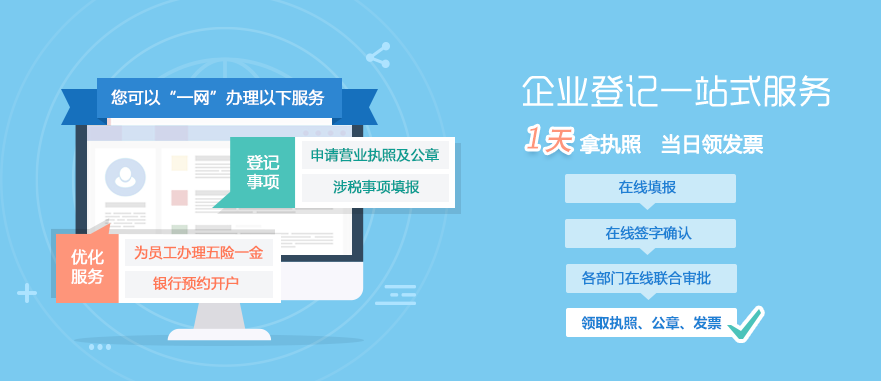 您可以“一网”办理以下服务
登记
事项
申请营业执照及公章
涉税事项填报
优化
服务
为员工办理五险一金
银行预约开户
企业登记一站式服务
1天拿执照 当日领发票
在线填报
在线签字确认
各部门在线联合审批
领取执照、公章、发票